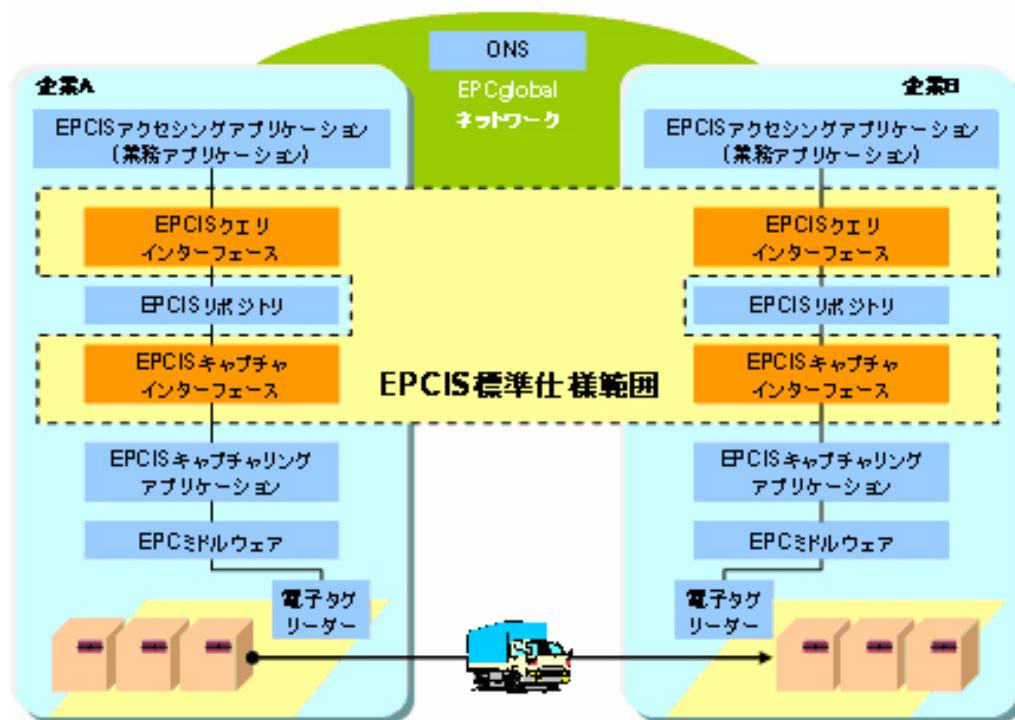 ONS
EPCglobal
ネットワーク
企業A
EPCISアクセシングアプリケーション
(業務アプリケーション)
EPCISクエリ
インターフェース
EPCISリポジトリ
EPCISキャプチャ
インターフェース
EPCISキャプチャリング
アプリケーション
EPCミドルウェア
電子タグ
リーダー
EPCIS標準仕様範囲
企業B
EPCISアクセシングアプリケーション
(業務アプリケーション)
EPCISクエリ
インターフェース
EPCISリポジトリ
EPCISキャプチャ
インターフェース
EPCISキャプチャリング
アプリケーション
EPCミドルウェア
電子タグ
リーダー